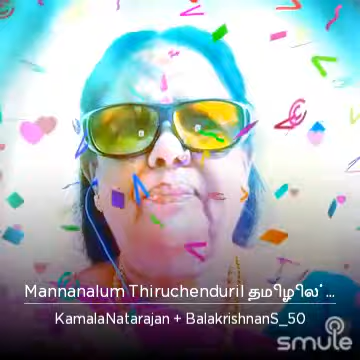 Mannanalum Thiruchenduril தமிழில் ...
KamalaNatarajan + BalakrishnanS_50
smule